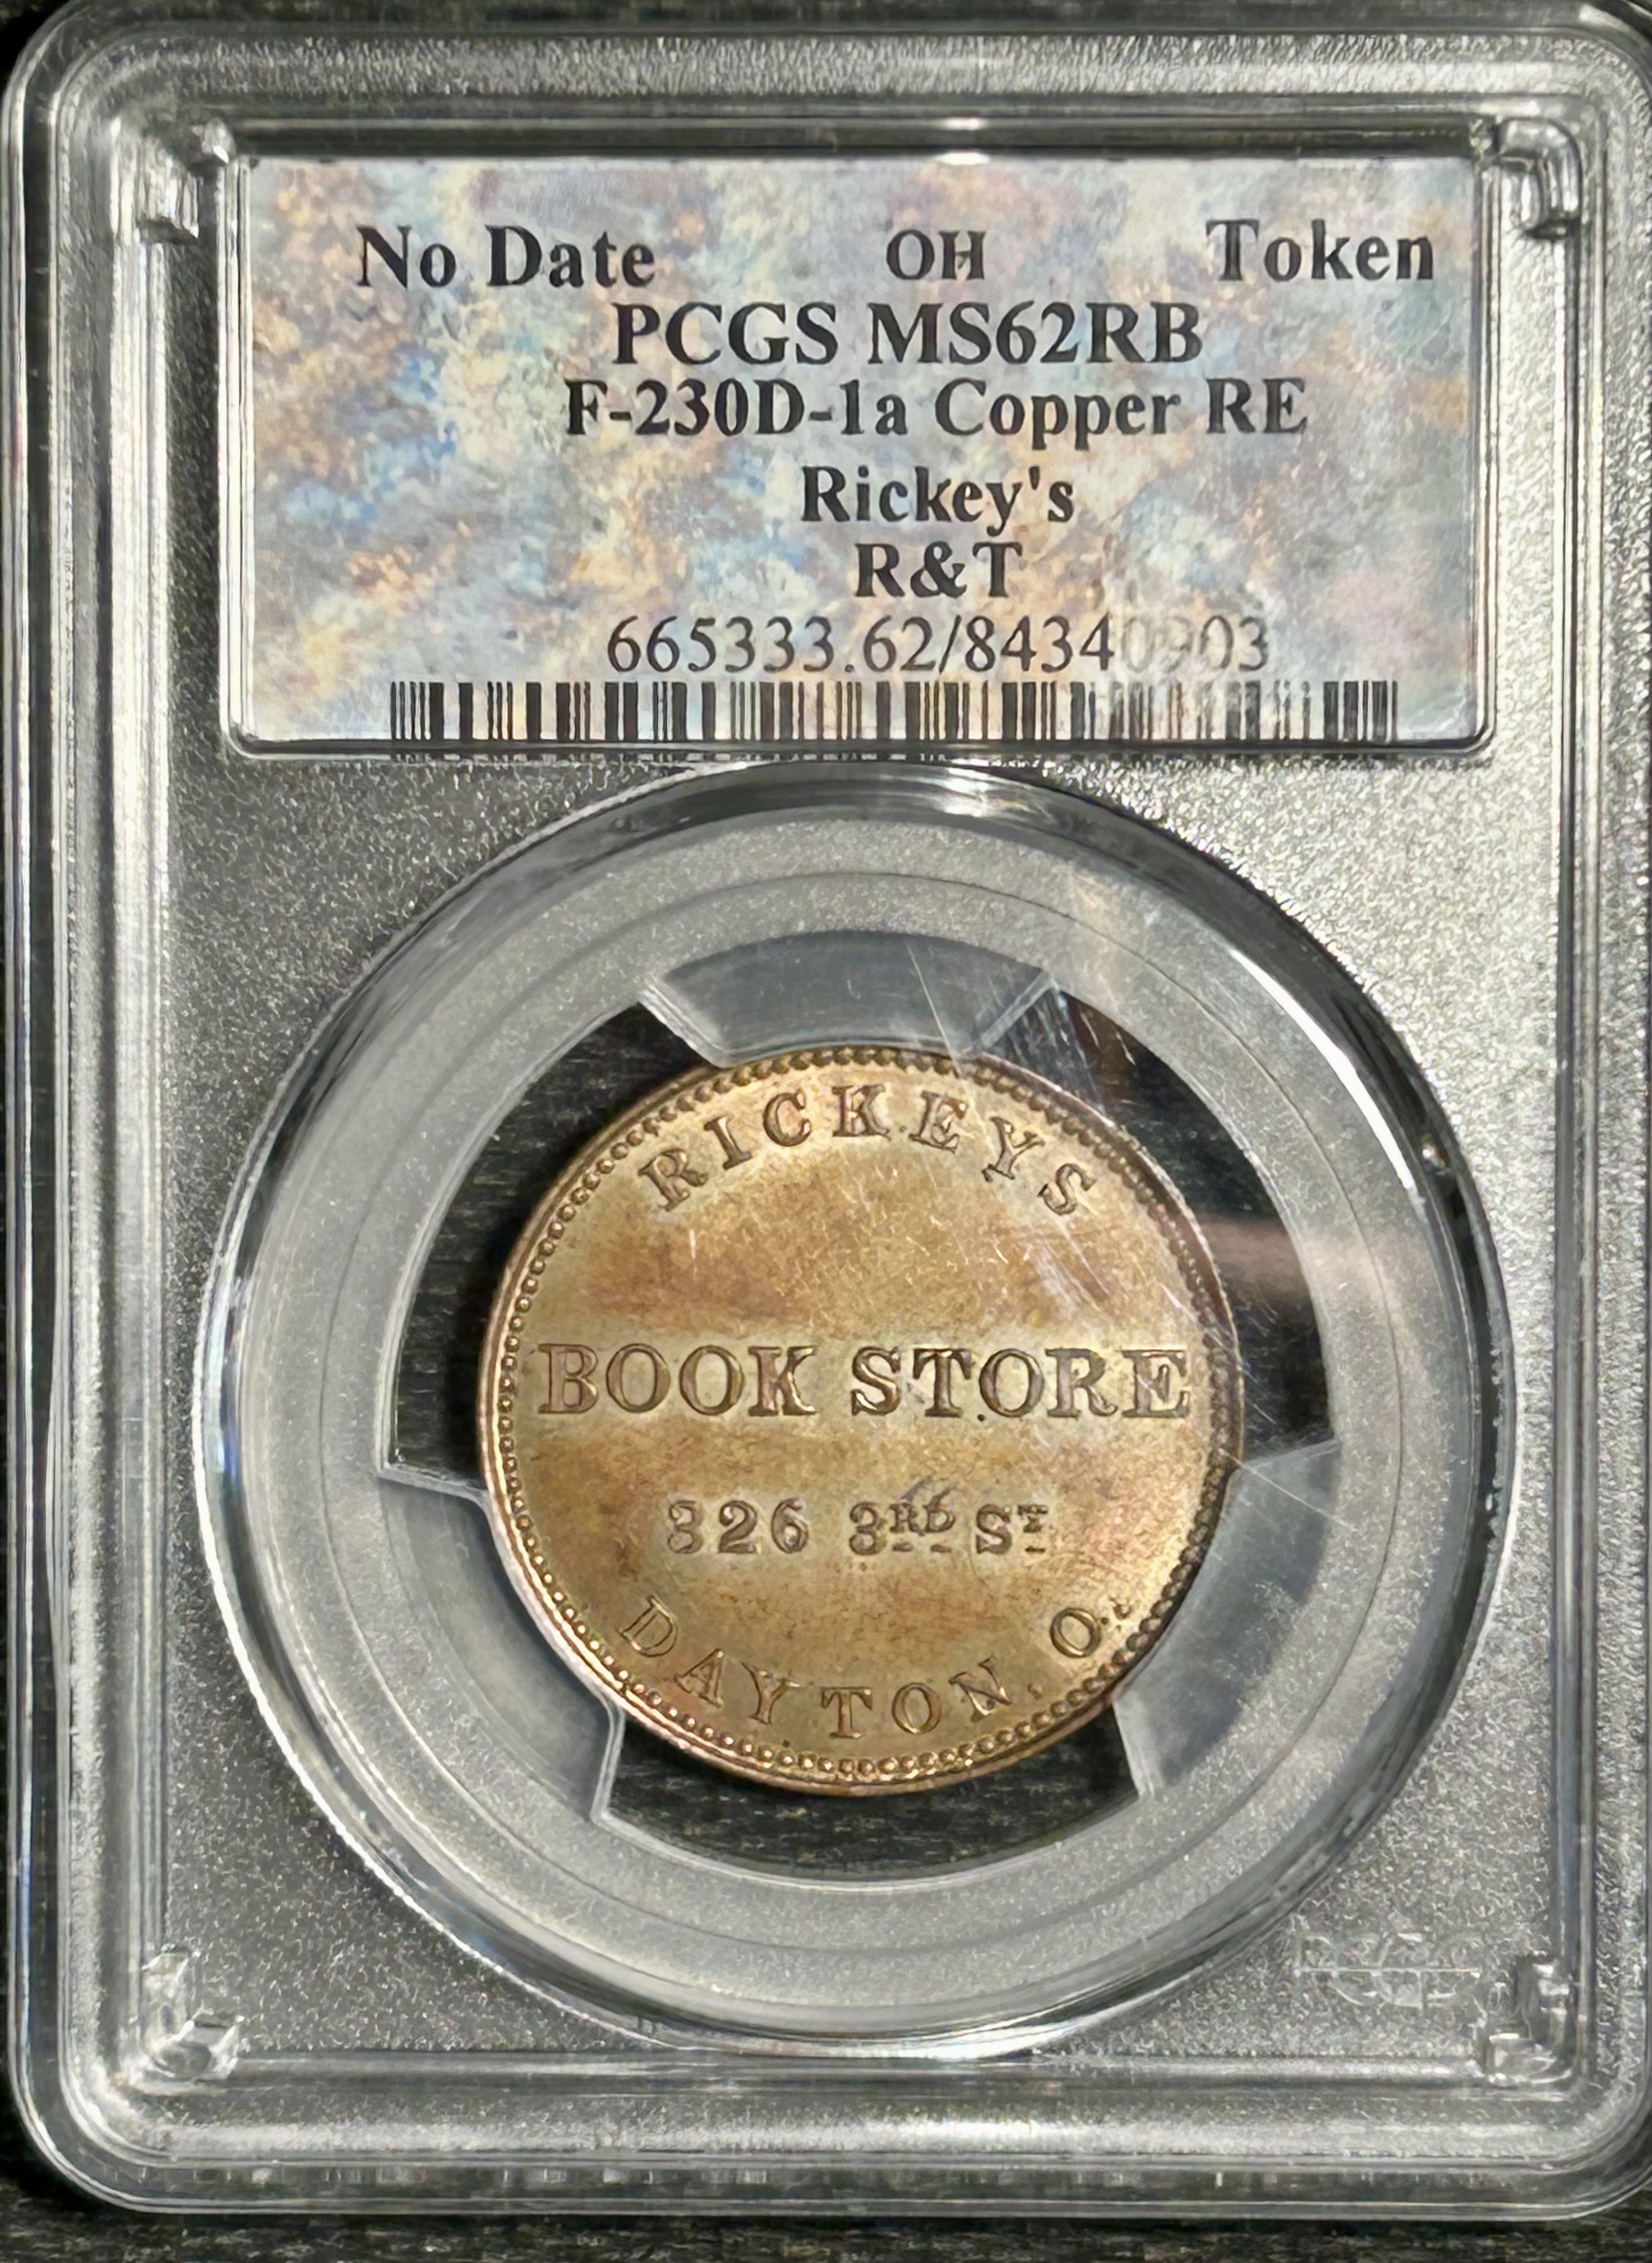 No Date OH Token
PCGS MS62RB
F-230D-1a Copper RE
Rickey's
R&T
665333.62/84340903
RICKEYS
BOOK STORE
326 3RD ST
DAYTON, O.